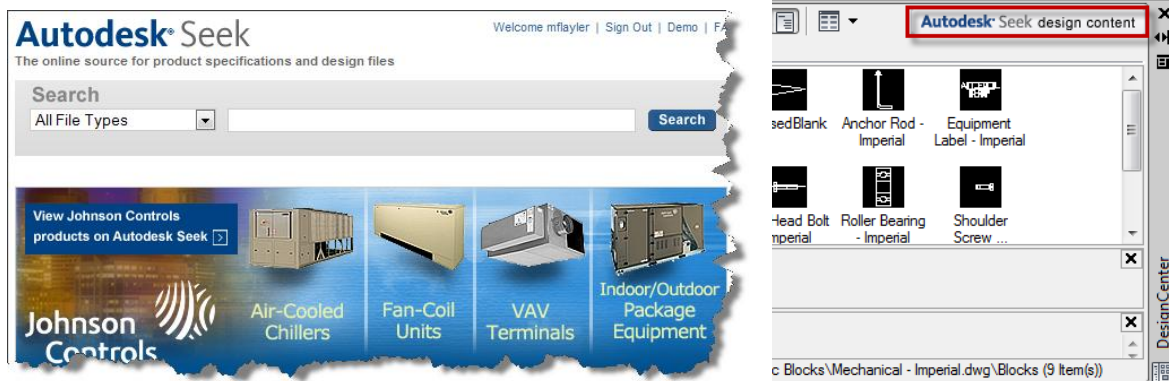 Autodesk® Seek
Welcome mflayler | Sign Out | Demo |
The online source for product specifications and design files
Search
All File Types
Search
View Johnson Controls
products on Autodesk Seek
Johnson
Controls
Air-Cooled
Chillers
Fan-Coil
Units
VAV
Terminals
Indoor/Outdoor
Package
Equipment
Autodesk® Seek design content
sedBlank
Anchor Rod -
Imperial
Equipment
Label - Imperial
Head Bolt
mperial
Roller Bearing
- Imperial
Shoulder
Screw ...
DesignCenter
c Blocks\Mechanical - Imperial.dwg\Blocks (9 Item(s))